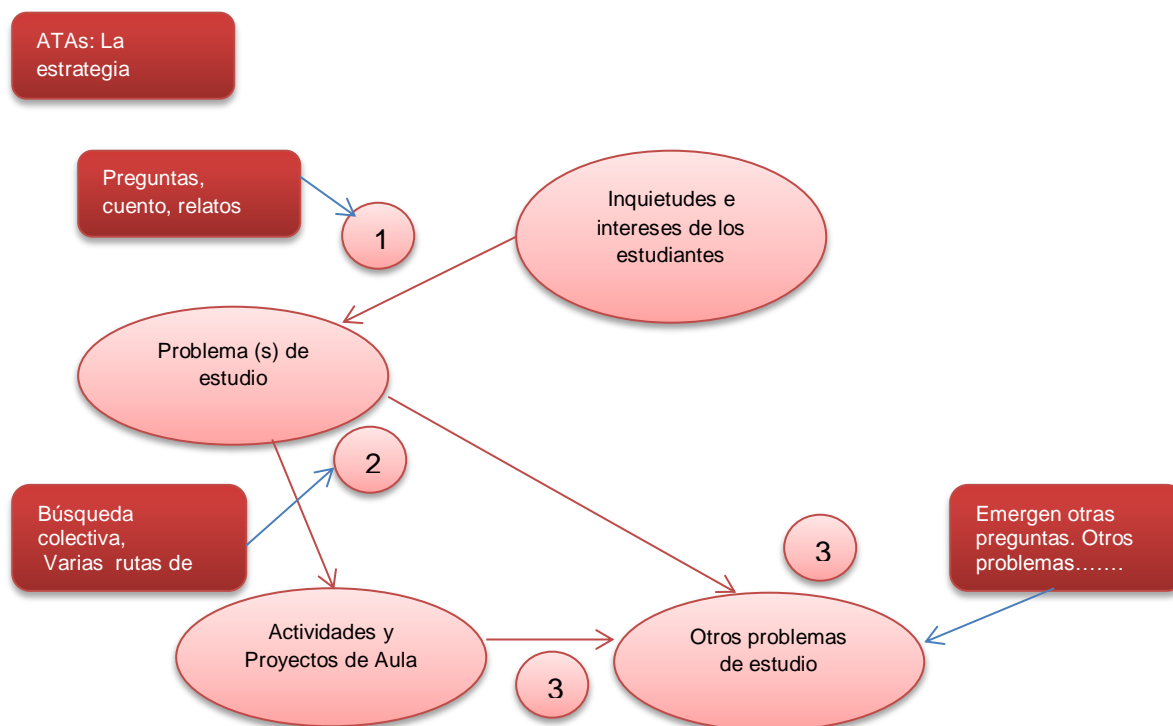 ATAs: La
estrategia
Preguntas,
cuento, relatos
1
Inquietudes e
intereses de los
estudiantes
Problema (s) de
estudio
2
Búsqueda
colectiva,
Varias rutas de
3
Emergen otras
preguntas. Otros
problemas…….
Actividades y
Proyectos de Aula
3
Otros problemas
de estudio